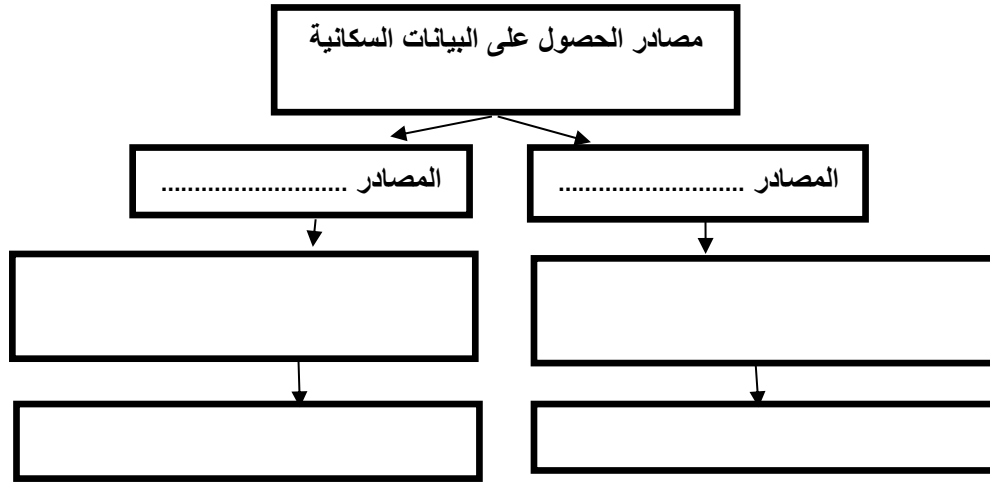 مصادر الحصول على البيانات السكانية
المصادر ............................
المصادر ............................